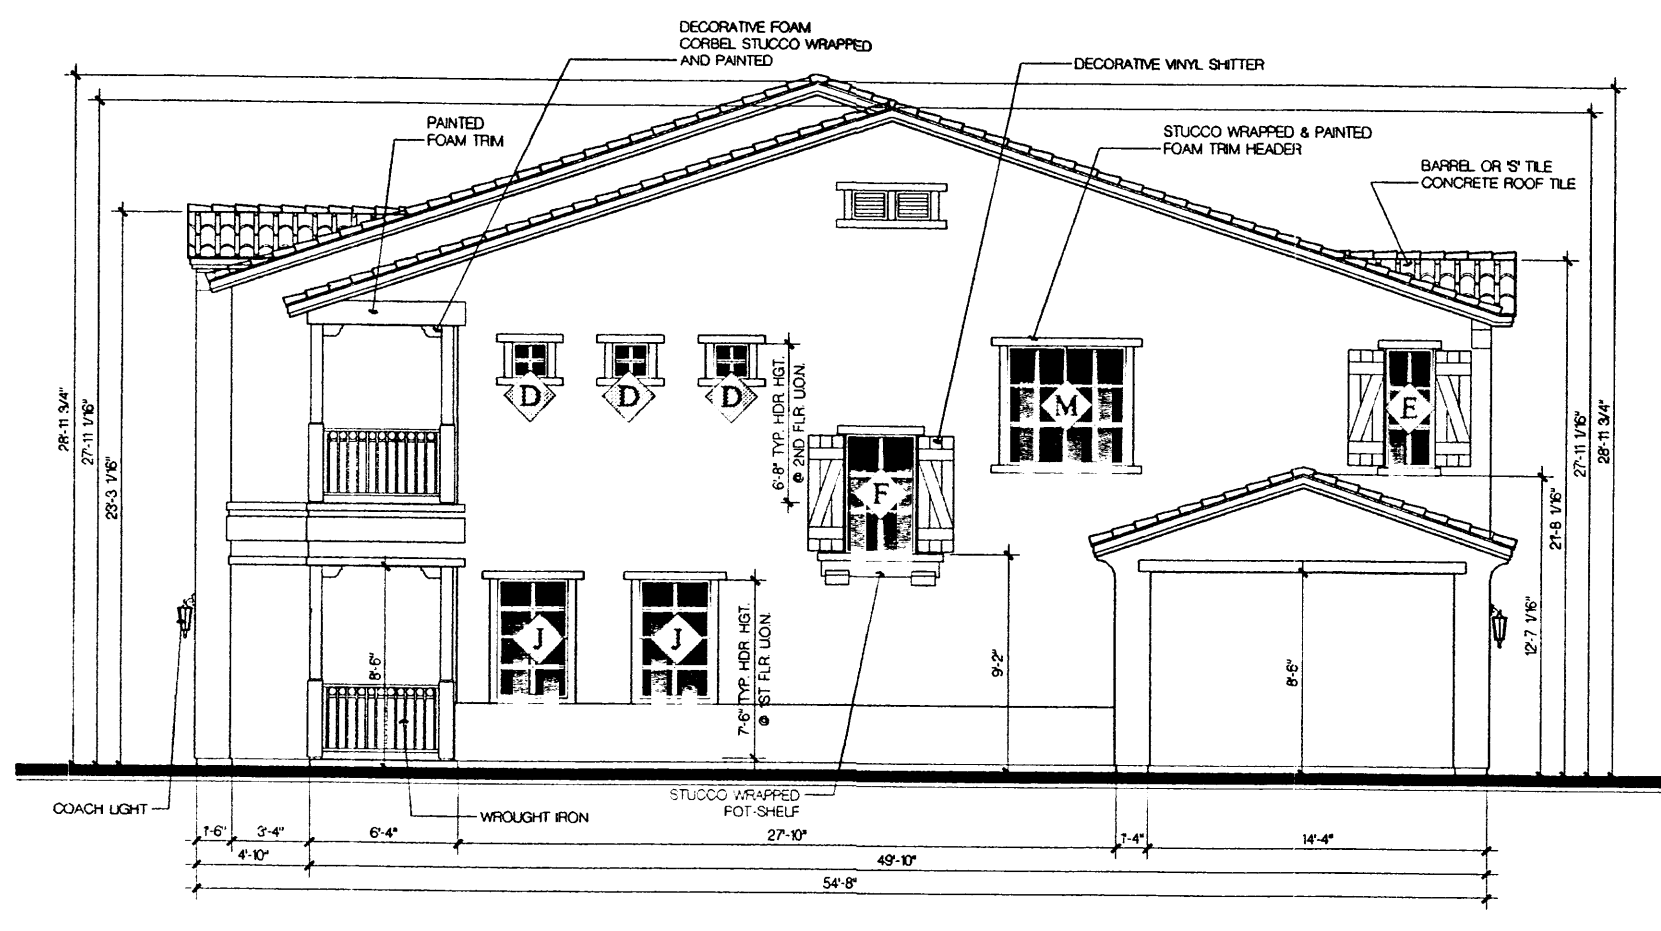 DECORATIVE FOAM
CORBEL STUCCO WRAPPED
AND PAINTED
DECORATIVE VINYL SHITTER
PAINTED
FOAM TRIM
STUCCO WRAPPED & PAINTED
FOAM TRIM HEADER
BARREL OR 'S' TILE
CONCRETE ROOF TILE
28'-11 3/4"
27'-11 1/16"
23'-3 1/16"
D
D
D
6'-8" TYP. HDR. HGT.
@ 2ND FLR. U.O.N.
M
E
F
27'-11 1/16"
28'-11 3/4"
21'-8 1/16"
12'-7 1/16"
J
J
8'-6"
7'-6" TYP. HDR. HGT.
@ 1ST FLR. U.O.N.
9'-2"
8'-6"
COACH LIGHT
WROUGHT IRON
STUCCO WRAPPED
POT-SHELF
1'-6"
3'-4"
6'-4"
27'-10"
1'-4"
14'-4"
4'-10"
49'-10"
54'-8"